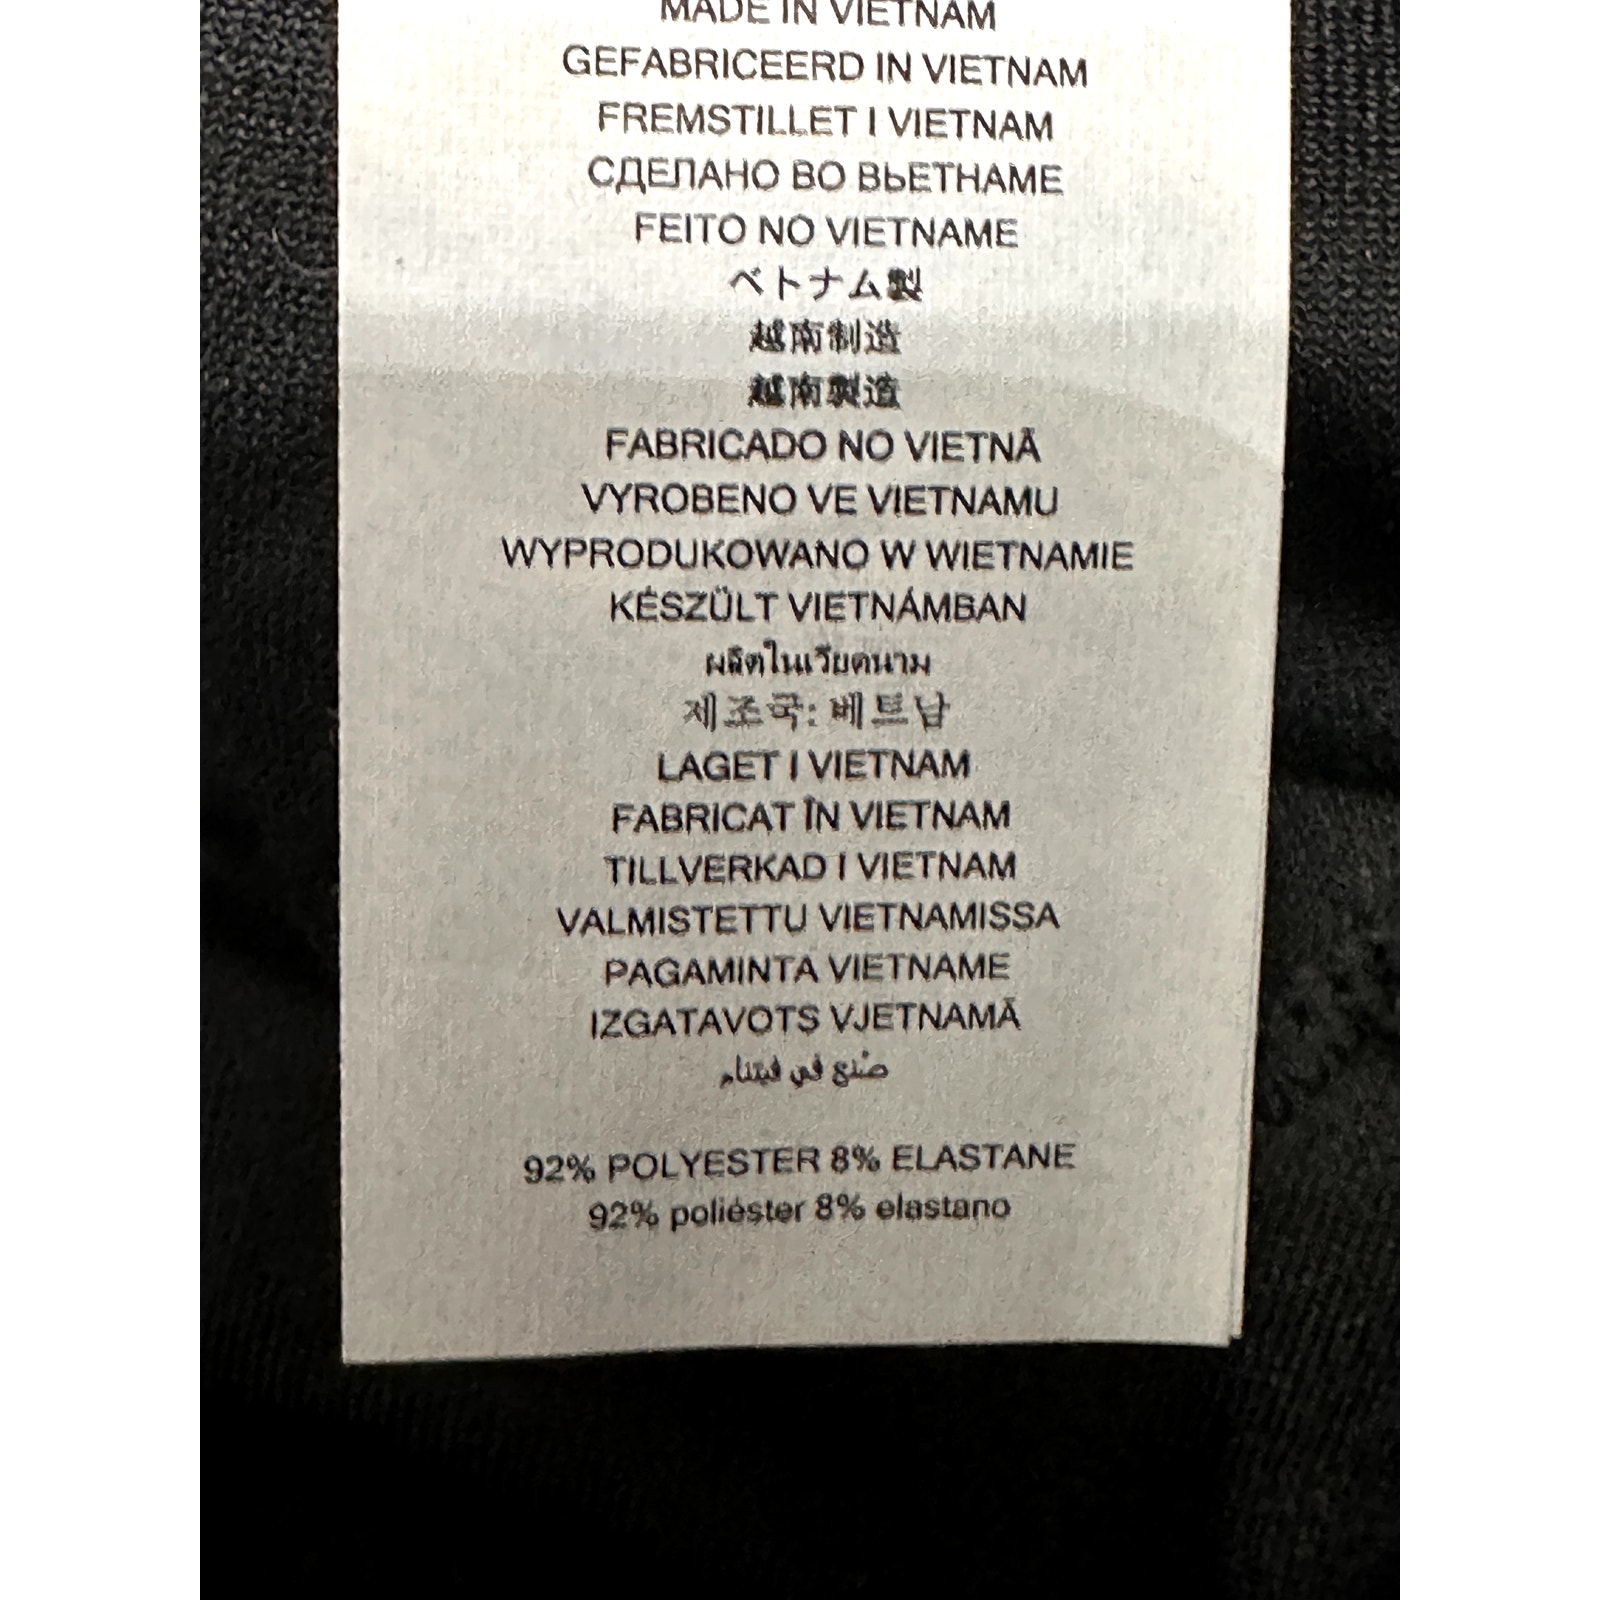 MADE IN VIETNAM
GEFABRICEERD IN VIETNAM
FREMSTILLET I VIETNAM
СДЕЛАНО ВО ВЬЕТНАМЕ
FEITO NO VIETNAME
ベトナム製
越南制造
越南製造
FABRICADO NO VIETNÃ
VYROBENO VE VIETNAMU
WYPRODUKOWANO W WIETNAMIE
KÉSZÜLT VIETNÁMBAN
ผลิตในเวียดนาม
제조국: 베트남
LAGET I VIETNAM
FABRICAT ÎN VIETNAM
TILLVERKAD I VIETNAM
VALMISTETTU VIETNAMISSA
PAGAMINTA VIETNAME
IZGATAVOTS VJETNAMĀ
صُنع في فيتنام
92% POLYESTER 8% ELASTANE
92% poliéster 8% elastano